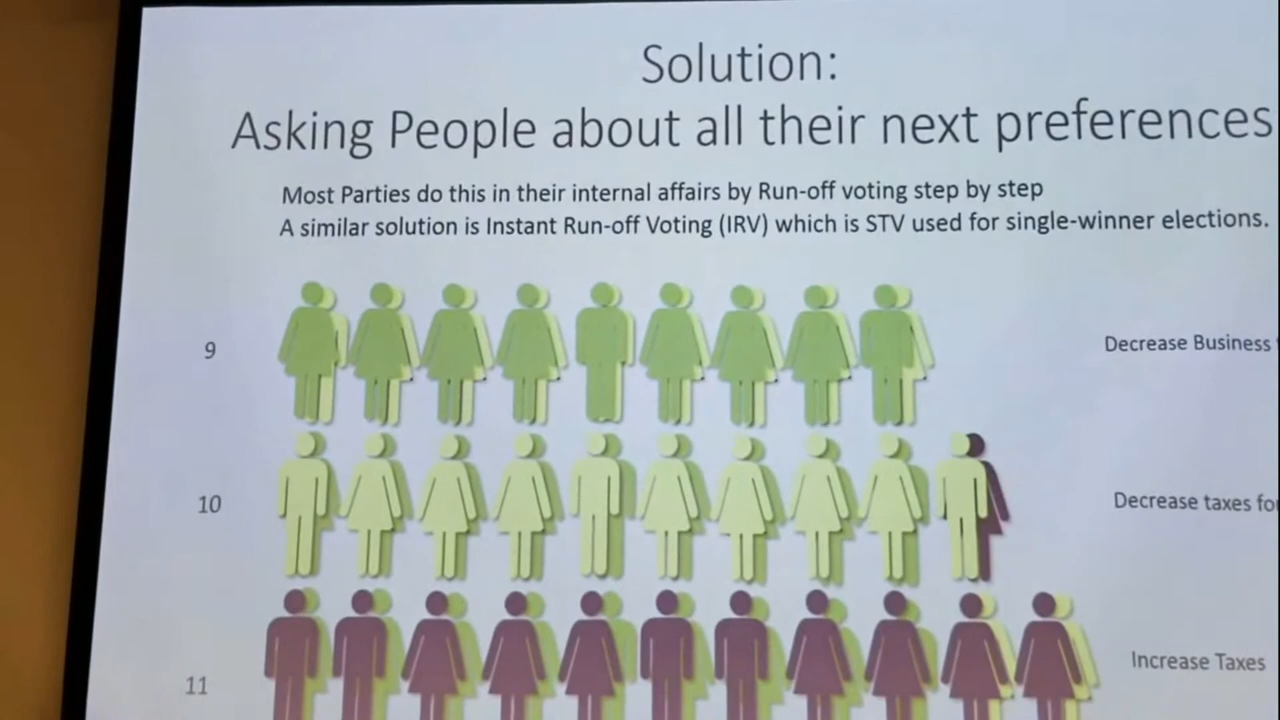 Solution:
Asking People about all their next preferences
Most Parties do this in their internal affairs by Run-off voting step by step
A similar solution is Instant Run-off Voting (IRV) which is STV used for single-winner elections.
9
Decrease Business
10
Decrease taxes for
11
Increase Taxes